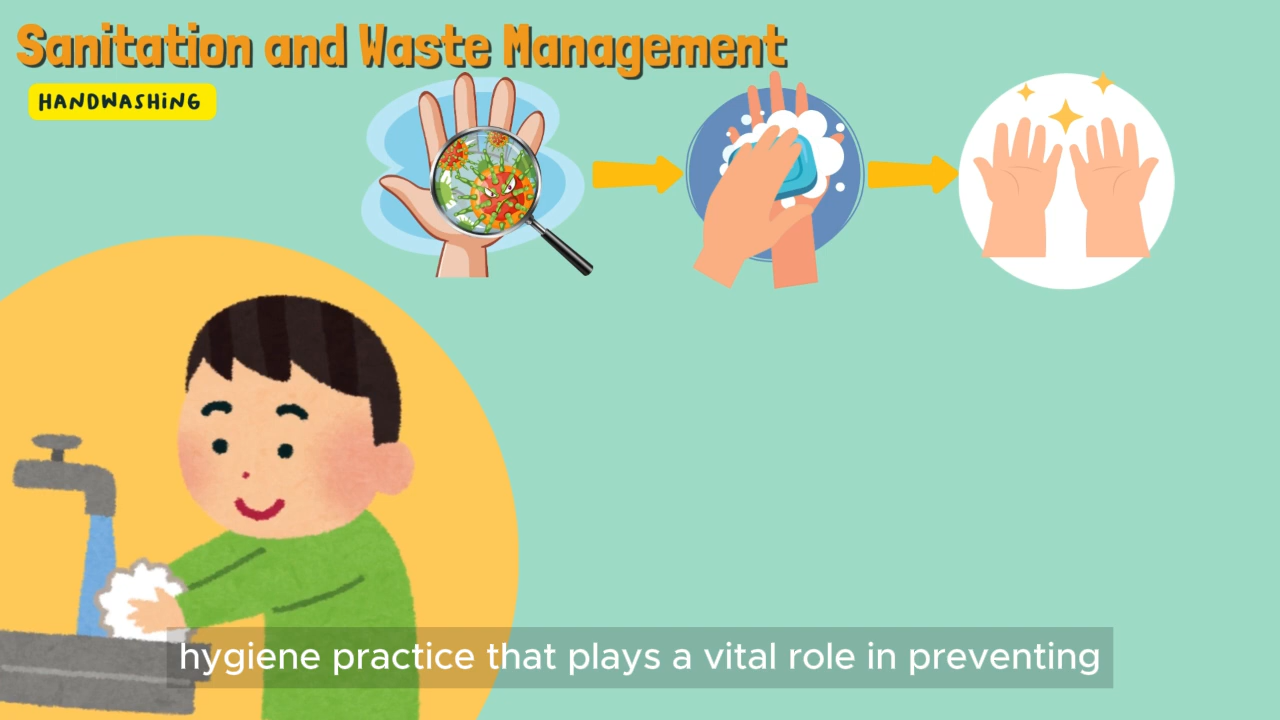 Sanitation and Waste Management
HANDWASHING
hygiene practice that plays a vital role in preventing